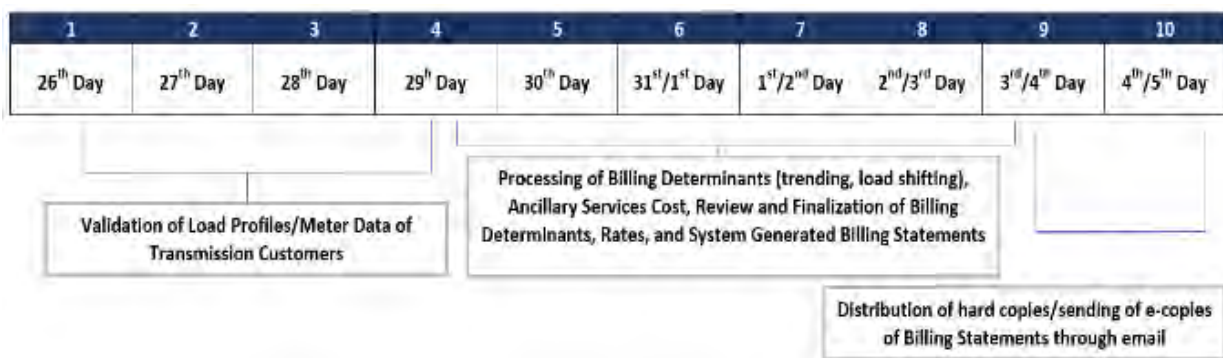 1 2 3 4 5 6 7 8 9 10
26th Day 27th Day 28th Day 29h Day 30th Day 31st/1st Day 1st/2nd Day 2nd/3rd Day 3rd/4th Day 4th/5th Day
Validation of Load Profiles/Meter Data of
Transmission Customers
Processing of Billing Determinants (trending, load shifting),
Ancillary Services Cost, Review and Finalization of Billing
Determinants, Rates, and System Generated Billing Statements
Distribution of hard copies/sending of e-copies
of Billing Statements through email